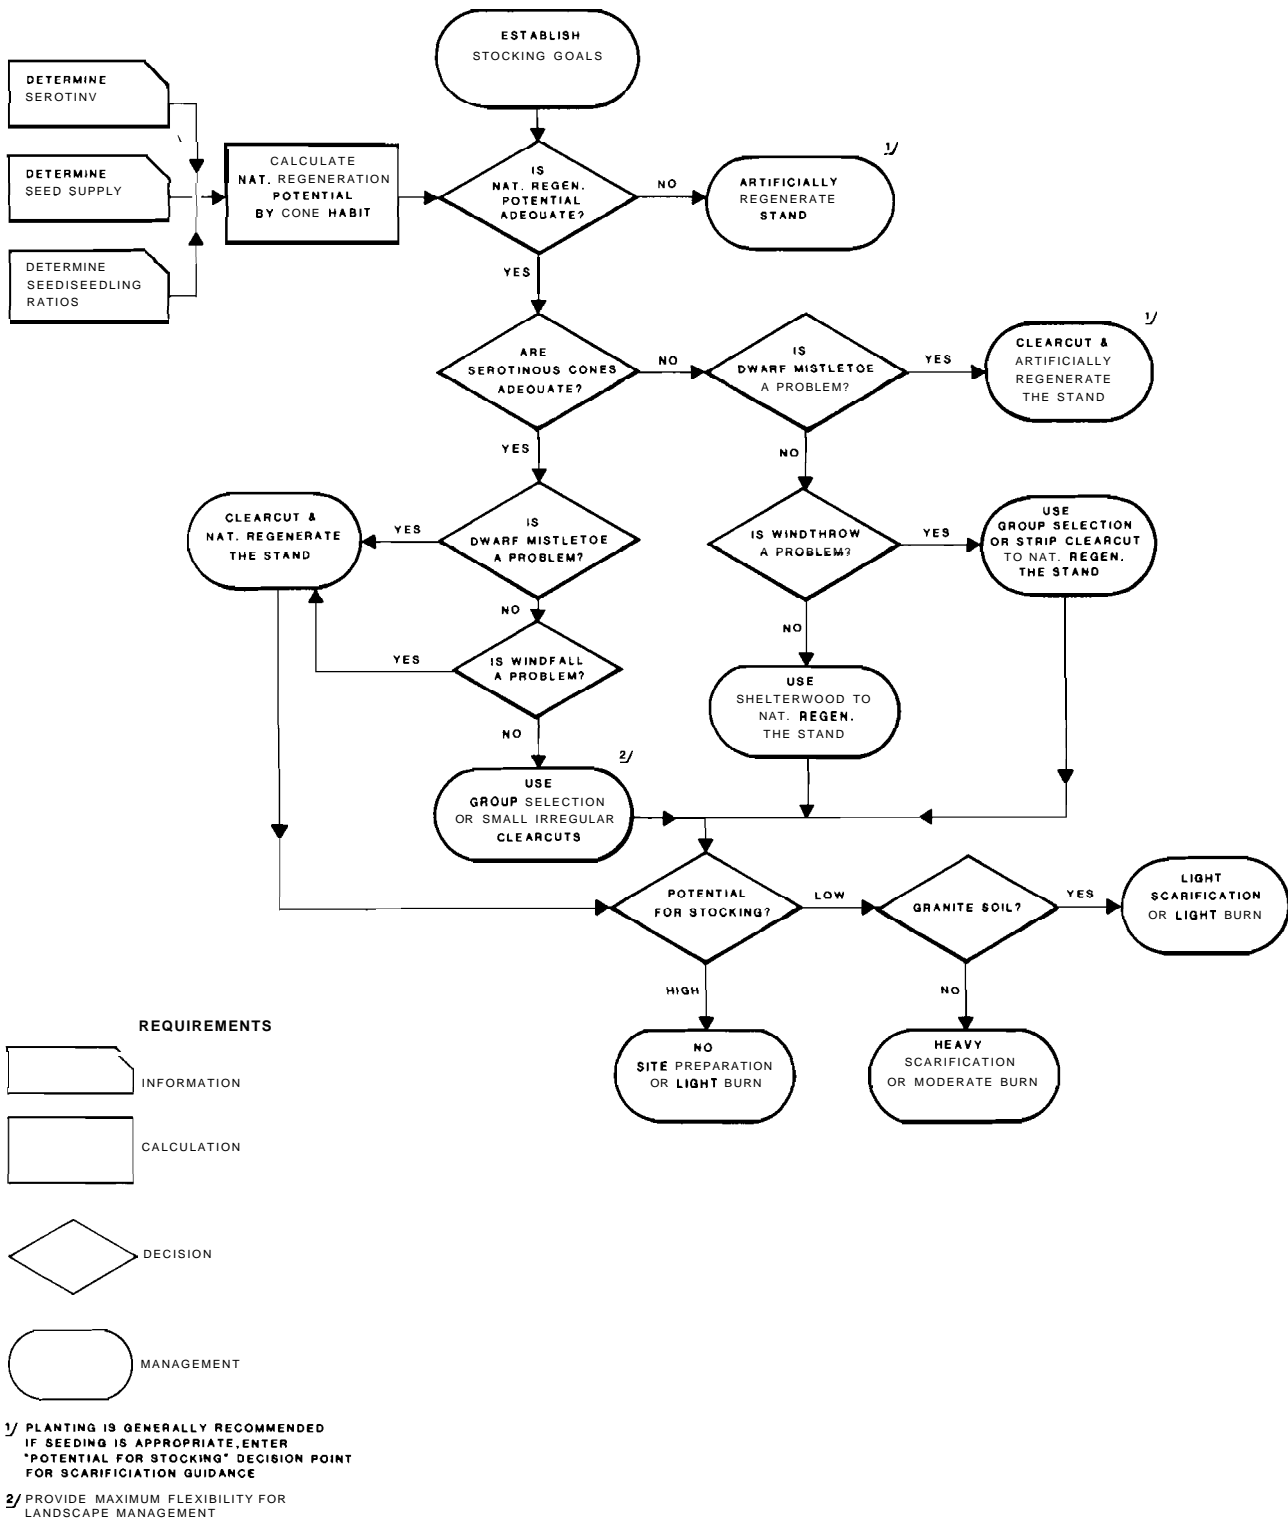 ESTABLISH
STOCKING GOALS
DETERMINE
SEROTINV
DETERMINE
SEED SUPPLY
DETERMINE
SEEDISEEDLING
RATIOS
CALCULATE
NAT. REGENERATION
POTENTIAL
BY CONE HABIT
IS
NAT. REGEN.
POTENTIAL
ADEQUATE?
NO
1/
ARTIFICIALLY
REGENERATE
STAND
YES
ARE
SEROTINOUS CONES
ADEQUATE?
NO
IS
DWARF MISTLETOE
A PROBLEM?
YES
1/
CLEARCUT &
ARTIFICIALLY
REGENERATE
THE STAND
YES
NO
CLEARCUT &
NAT. REGENERATE
THE STAND
YES
IS
DWARF MISTLETOE
A PROBLEM?
IS WINDTHROW
A PROBLEM?
YES
USE
GROUP SELECTION
OR STRIP CLEARCUT
TO NAT. REGEN.
THE STAND
NO
NO
YES
IS WINDFALL
A PROBLEM?
USE
SHELTERWOOD TO
NAT. REGEN.
THE STAND
NO
2/
USE
GROUP SELECTION
OR SMALL IRREGULAR
CLEARCUTS
POTENTIAL
FOR STOCKING?
LOW
GRANITE SOIL?
YES
LIGHT
SCARIFICATION
OR LIGHT BURN
HIGH
NO
NO
SITE PREPARATION
OR LIGHT BURN
HEAVY
SCARIFICATION
OR MODERATE BURN
REQUIREMENTS
INFORMATION
CALCULATION
DECISION
MANAGEMENT
1/ PLANTING IS GENERALLY RECOMMENDED
IF SEEDING IS APPROPRIATE, ENTER
"POTENTIAL FOR STOCKING" DECISION POINT
FOR SCARIFICIATION GUIDANCE
2/ PROVIDE MAXIMUM FLEXIBILITY FOR
LANDSCAPE MANAGEMENT